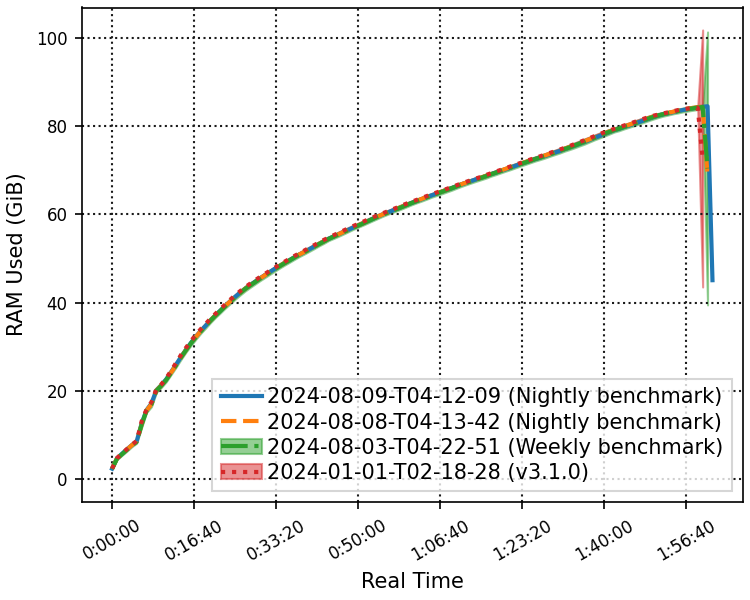 100
80
60
40
20
0
RAM Used (GiB)
2024-08-09-T04-12-09 (Nightly benchmark)
2024-08-08-T04-13-42 (Nightly benchmark)
2024-08-03-T04-22-51 (Weekly benchmark)
2024-01-01-T02-18-28 (v3.1.0)
0:00:00
0:16:40
0:33:20
0:50:00
1:06:40
1:23:20
1:40:00
1:56:40
Real Time